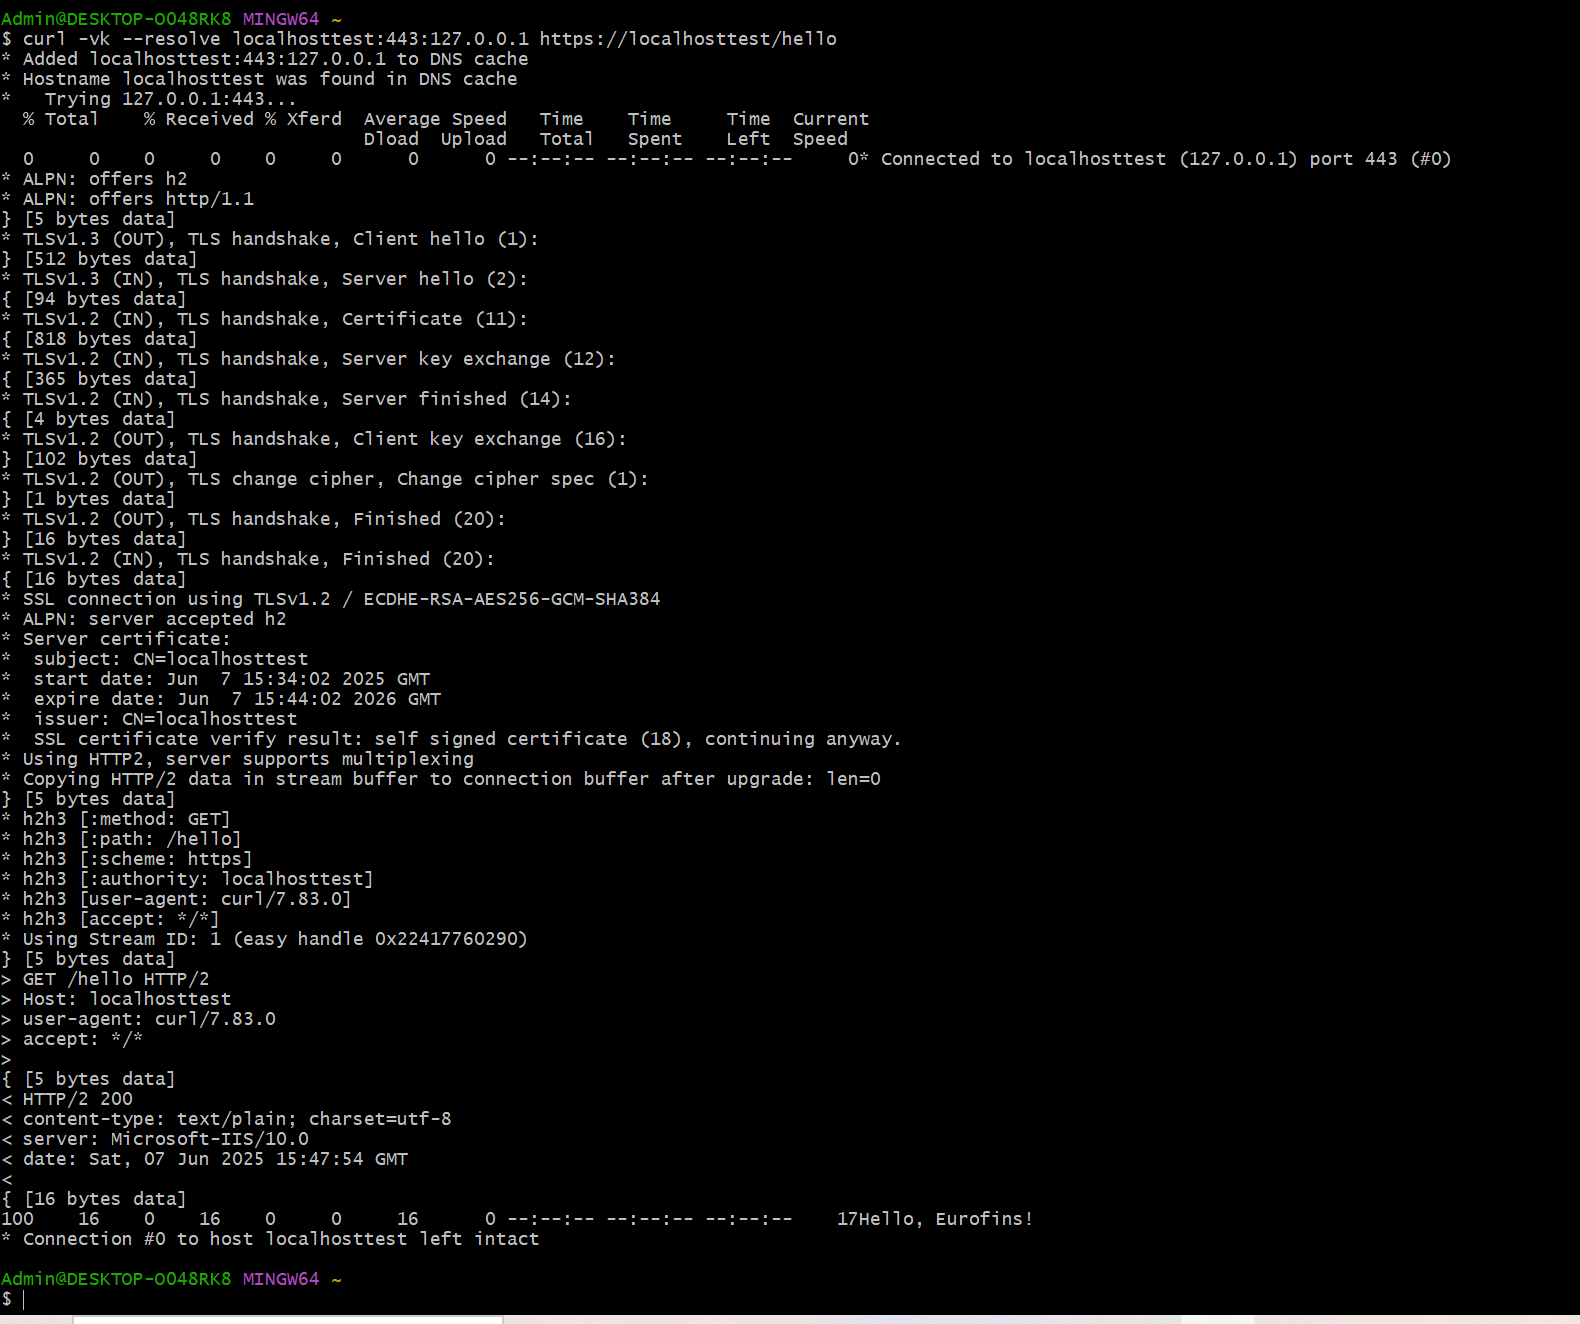 Admin@DESKTOP-OO48RK8 MINGW64 ~
$ curl -vk --resolve localhosttest:443:127.0.0.1 https://localhosttest/hello
* Added localhosttest:443:127.0.0.1 to DNS cache
* Hostname localhosttest was found in DNS cache
*   Trying 127.0.0.1:443...
  % Total    % Received % Xferd  Average Speed   Time    Time     Time  Current
                                 Dload  Upload   Total   Spent    Left  Speed
  0     0    0     0    0     0      0      0 --:--:-- --:--:-- --:--:--     0* Connected to localhosttest (127.0.0.1) port 443 (#0)
* ALPN: offers h2
* ALPN: offers http/1.1
} [5 bytes data]
* TLSv1.3 (OUT), TLS handshake, Client hello (1):
} [512 bytes data]
* TLSv1.3 (IN), TLS handshake, Server hello (2):
{ [94 bytes data]
* TLSv1.2 (IN), TLS handshake, Certificate (11):
{ [818 bytes data]
* TLSv1.2 (IN), TLS handshake, Server key exchange (12):
{ [365 bytes data]
* TLSv1.2 (IN), TLS handshake, Server finished (14):
{ [4 bytes data]
* TLSv1.2 (OUT), TLS handshake, Client key exchange (16):
} [102 bytes data]
* TLSv1.2 (OUT), TLS change cipher, Change cipher spec (1):
} [1 bytes data]
* TLSv1.2 (OUT), TLS handshake, Finished (20):
} [16 bytes data]
* TLSv1.2 (IN), TLS handshake, Finished (20):
{ [16 bytes data]
* SSL connection using TLSv1.2 / ECDHE-RSA-AES256-GCM-SHA384
* ALPN: server accepted h2
* Server certificate:
*  subject: CN=localhosttest
*  start date: Jun  7 15:34:02 2025 GMT
*  expire date: Jun  7 15:44:02 2026 GMT
*  issuer: CN=localhosttest
*  SSL certificate verify result: self signed certificate (18), continuing anyway.
* Using HTTP2, server supports multiplexing
* Copying HTTP/2 data in stream buffer to connection buffer after upgrade: len=0
} [5 bytes data]
* h2h3 [:method: GET]
* h2h3 [:path: /hello]
* h2h3 [:scheme: https]
* h2h3 [:authority: localhosttest]
* h2h3 [user-agent: curl/7.83.0]
* h2h3 [accept: */*]
* Using Stream ID: 1 (easy handle 0x22417760290)
} [5 bytes data]
> GET /hello HTTP/2
> Host: localhosttest
> user-agent: curl/7.83.0
> accept: */*
>
{ [5 bytes data]
< HTTP/2 200
< content-type: text/plain; charset=utf-8
< server: Microsoft-IIS/10.0
< date: Sat, 07 Jun 2025 15:47:54 GMT
<
{ [16 bytes data]
100    16    0    16    0     0     16      0 --:--:-- --:--:-- --:--:--    17Hello, Eurofins!
* Connection #0 to host localhosttest left intact
Admin@DESKTOP-OO48RK8 MINGW64 ~
$